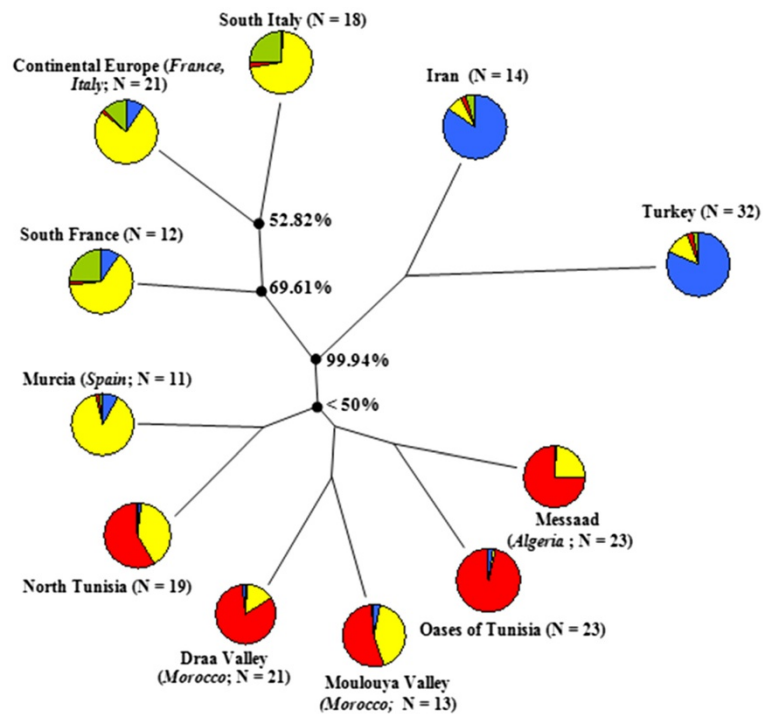 South Italy (N = 18)
Continental Europe (France,
Italy; N = 21)
Iran (N = 14)
Turkey (N = 32)
52.82%
South France (N = 12)
69.61%
99.94%
Murcia (Spain; N = 11)
< 50%
Messaad
(Algeria ; N = 23)
North Tunisia (N = 19)
Oases of Tunisia (N = 23)
Draa Valley
(Morocco; N = 21)
Moulouya Valley
(Morocco; N = 13)